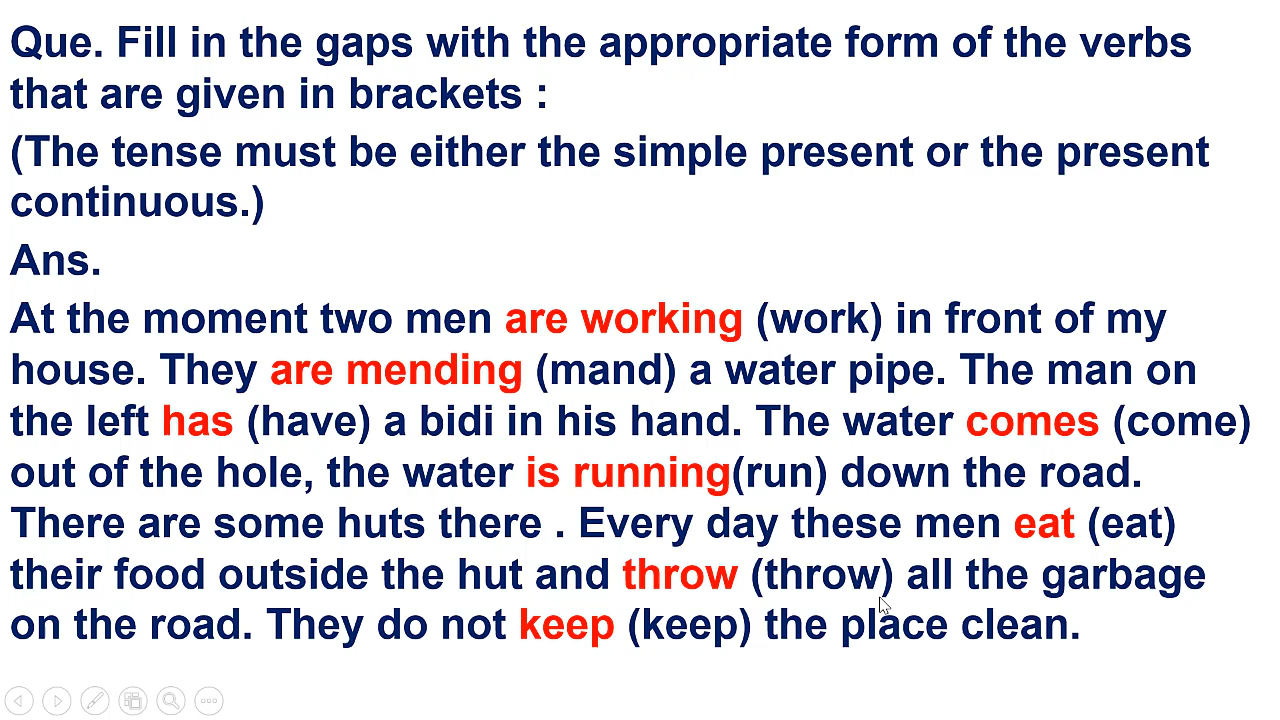 Que. Fill in the gaps with the appropriate form of the verbs
that are given in brackets :
(The tense must be either the simple present or the present
continuous.)
Ans.
At the moment two men are working (work) in front of my
house. They are mending (mand) a water pipe. The man on
the left has (have) a bidi in his hand. The water comes (come)
out of the hole, the water is running(run) down the road.
There are some huts there . Every day these men eat (eat)
their food outside the hut and throw (throw) all the garbage
on the road. They do not keep (keep) the place clean.